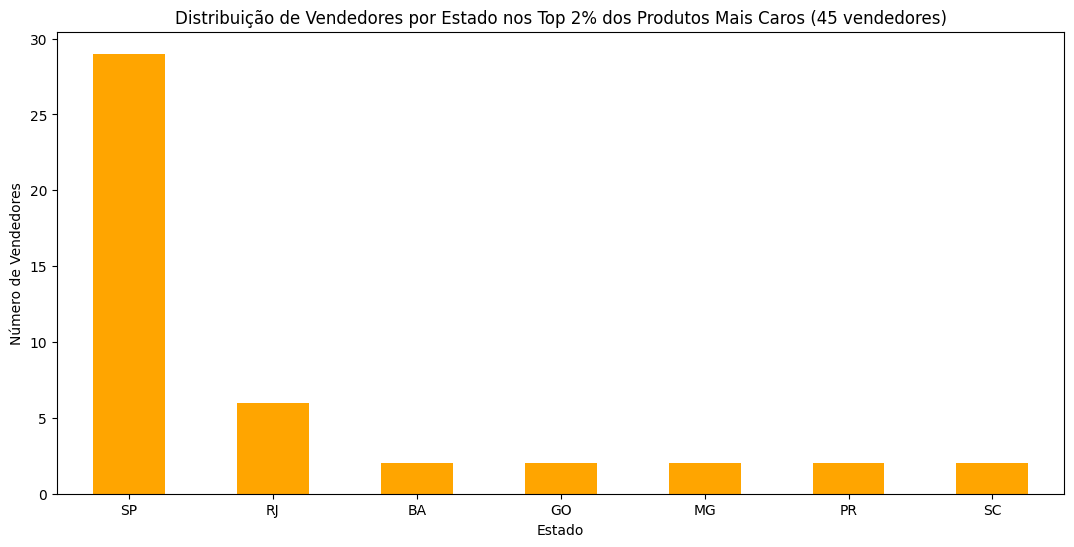 Distribuição de Vendedores por Estado nos Top 2% dos Produtos Mais Caros (45 vendedores)
Número de Vendedores
30
25
20
15
10
5
0
SP RJ BA GO MG PR SC
Estado